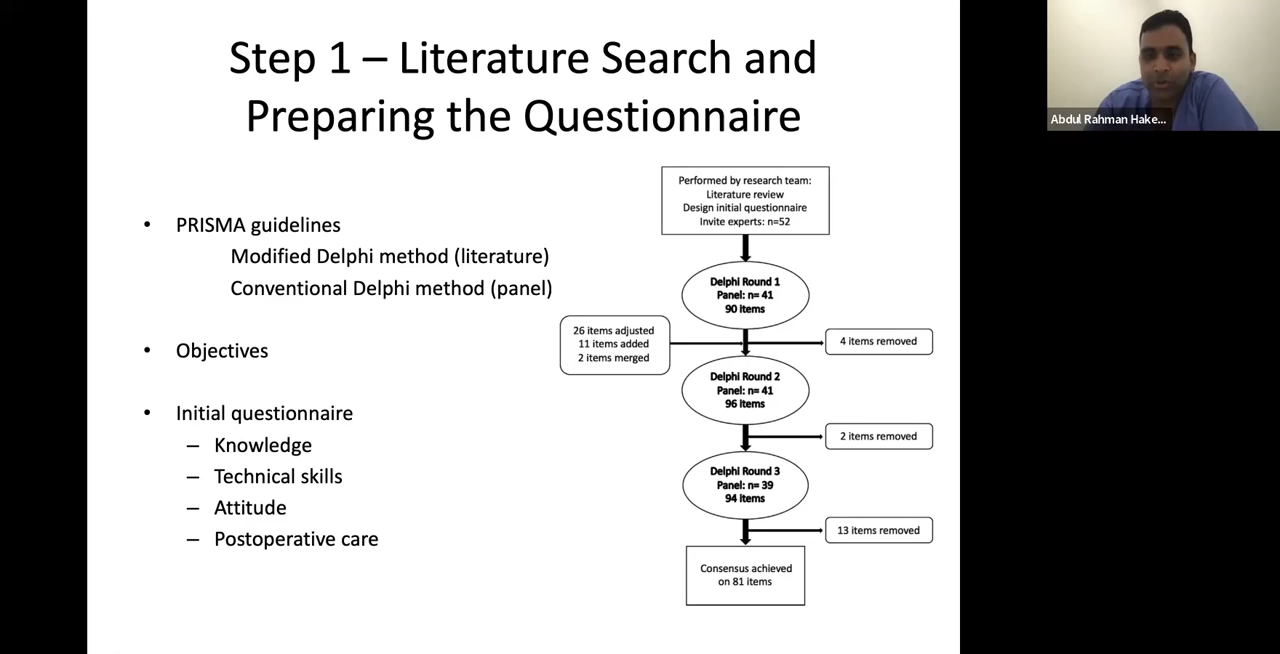 Step 1 – Literature Search and
Preparing the Questionnaire
• PRISMA guidelines
Modified Delphi method (literature)
Conventional Delphi method (panel)
• Objectives
• Initial questionnaire
– Knowledge
– Technical skills
– Attitude
– Postoperative care
Performed by research team:
Literature review
Design initial questionnaire
Invite experts: n=52
Delphi Round 1
Panel: n= 41
90 items
26 items adjusted
11 items added
2 items merged
4 items removed
Delphi Round 2
Panel: n= 41
96 items
2 items removed
Delphi Round 3
Panel: n= 39
94 items
13 items removed
Consensus achieved
on 81 items
Abdul Rahman Hake...